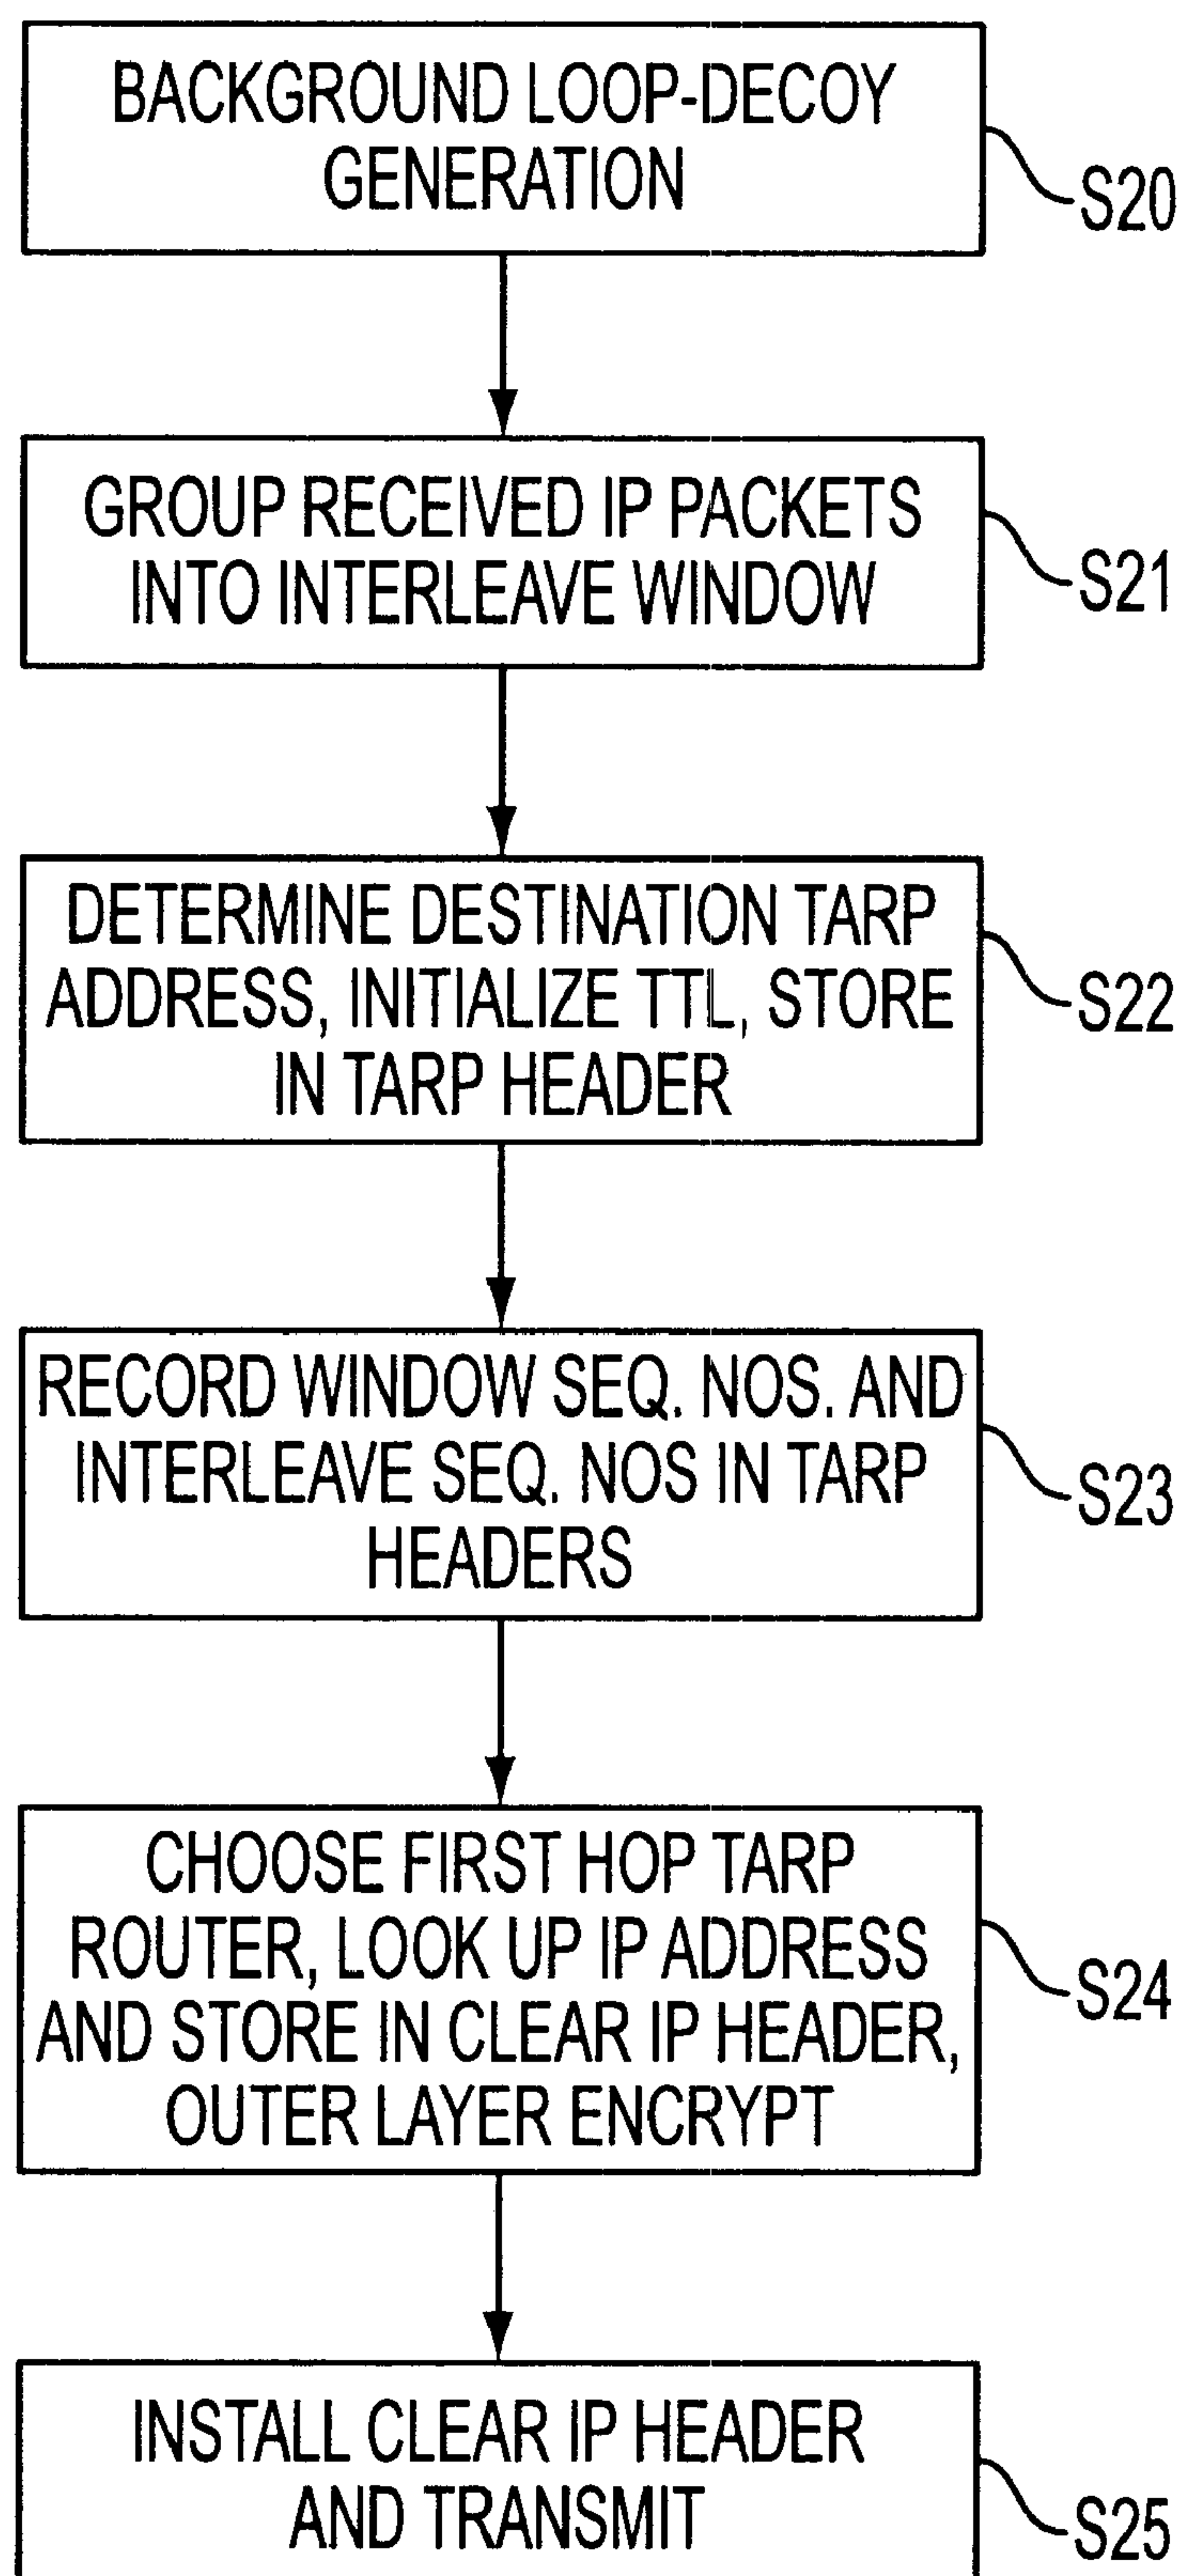 BACKGROUND LOOP-DECOY
GENERATION
S20
GROUP RECEIVED IP PACKETS
INTO INTERLEAVE WINDOW
S21
DETERMINE DESTINATION TARP
ADDRESS, INITIALIZE TTL, STORE
IN TARP HEADER
S22
RECORD WINDOW SEQ. NOS. AND
INTERLEAVE SEQ. NOS IN TARP
HEADERS
S23
CHOOSE FIRST HOP TARP
ROUTER, LOOK UP IP ADDRESS
AND STORE IN CLEAR IP HEADER,
OUTER LAYER ENCRYPT
S24
INSTALL CLEAR IP HEADER
AND TRANSMIT
S25